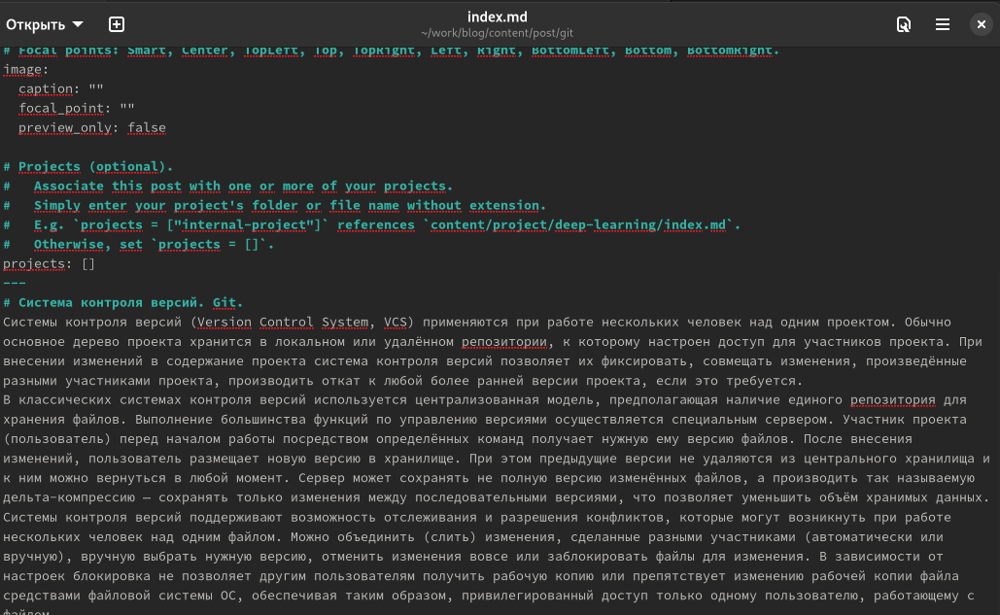 Открыть
index.md
~/work/blog/content/post/git
# Focal points: Smart, Center, TopLeft, Top, TopRight, Left, Right, BottomLeft, Bottom, BottomRight.
image:
  caption: ""
  focal_point: ""
  preview_only: false
# Projects (optional).
#   Associate this post with one or more of your projects.
#   Simply enter your project's folder or file name without extension.
#   E.g. `projects = ["internal-project"]` references `content/project/deep-learning/index.md`.
#   Otherwise, set `projects = []`.
projects: []
---
# Система контроля версий. Git.
Системы контроля версий (Version Control System, VCS) применяются при работе нескольких человек над одним проектом. Обычно
основное дерево проекта хранится в локальном или удалённом репозитории, к которому настроен доступ для участников проекта. При
внесении изменений в содержание проекта система контроля версий позволяет их фиксировать, совмещать изменения, произведённые
разными участниками проекта, производить откат к любой более ранней версии проекта, если это требуется.
В классических системах контроля версий используется централизованная модель, предполагающая наличие единого репозитория для
хранения файлов. Выполнение большинства функций по управлению версиями осуществляется специальным сервером. Участник проекта
(пользователь) перед началом работы посредством определённых команд получает нужную ему версию файлов. После внесения
изменений, пользователь размещает новую версию в хранилище. При этом предыдущие версии не удаляются из центрального хранилища и
к ним можно вернуться в любой момент. Сервер может сохранять не полную версию изменённых файлов, а производить так называемую
дельта-компрессию — сохранять только изменения между последовательными версиями, что позволяет уменьшить объём хранимых данных.
Системы контроля версий поддерживают возможность отслеживания и разрешения конфликтов, которые могут возникнуть при работе
нескольких человек над одним файлом. Можно объединить (слить) изменения, сделанные разными участниками (автоматически или
вручную), вручную выбрать нужную версию, отменить изменения вовсе или заблокировать файлы для изменения. В зависимости от
настроек блокировка не позволяет другим пользователям получить рабочую копию или препятствует изменению рабочей копии файла
средствами файловой системы ОС, обеспечивая таким образом, привилегированный доступ только одному пользователю, работающему с
файлом.